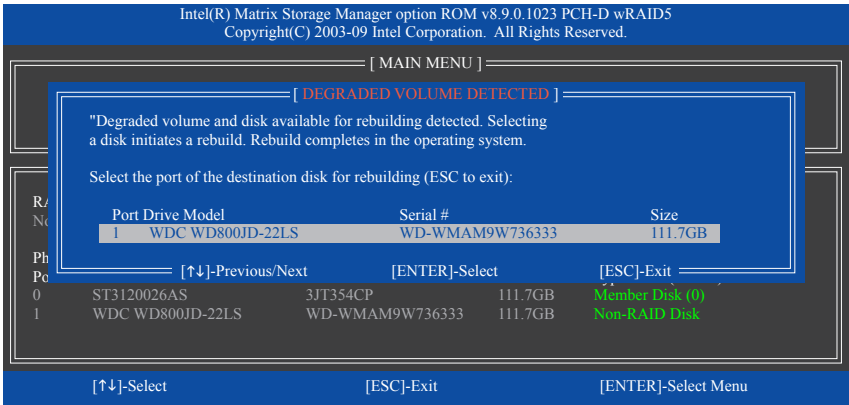 Intel(R) Matrix Storage Manager option ROM v8.9.0.1023 PCH-D wRAID5
Copyright(C) 2003-09 Intel Corporation. All Rights Reserved.
[ MAIN MENU ]
[ DEGRADED VOLUME DETECTED ]
"Degraded volume and disk available for rebuilding detected. Selecting
a disk initiates a rebuild. Rebuild completes in the operating system.
Select the port of the destination disk for rebuilding (ESC to exit):
Port Drive Model Serial # Size
1 WDC WD800JD-22LS WD-WMAM9W736333 111.7GB
[↑↓]-Previous/Next [ENTER]-Select [ESC]-Exit
0 ST3120026AS 3JT354CP 111.7GB Member Disk (0)
1 WDC WD800JD-22LS WD-WMAM9W736333 111.7GB Non-RAID Disk
[↑↓]-Select [ESC]-Exit [ENTER]-Select Menu